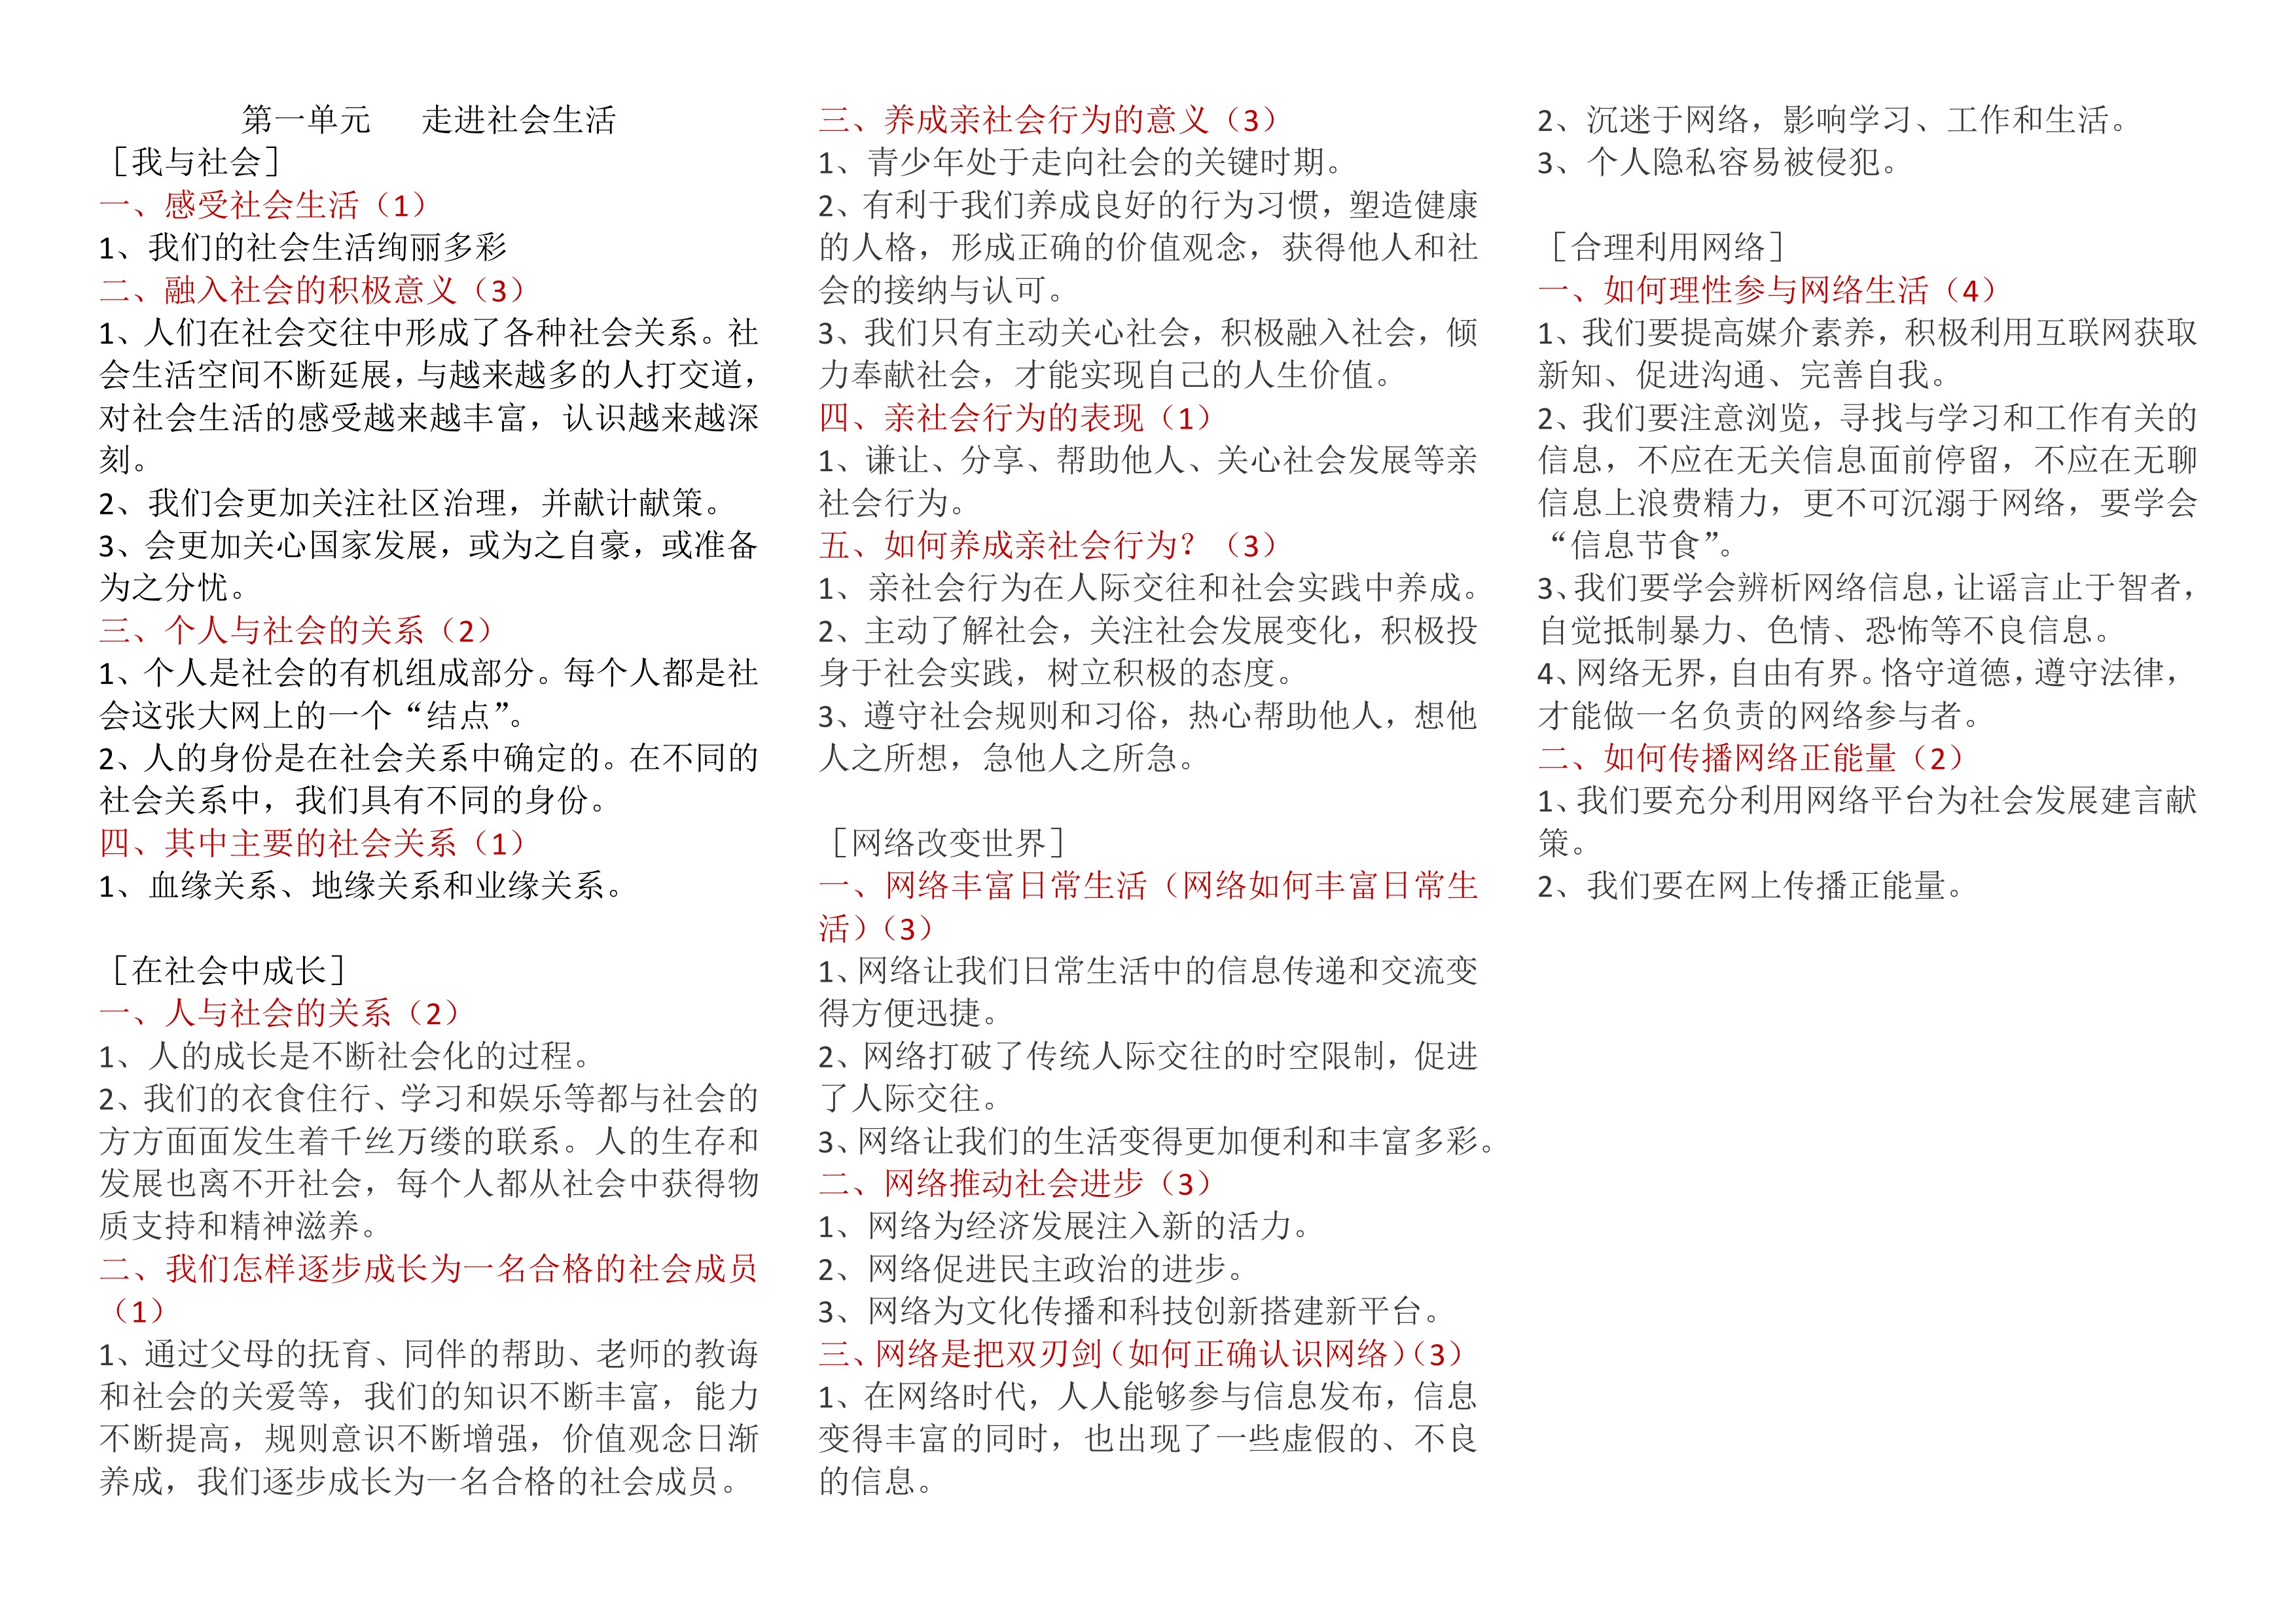 第一单元　走进社会生活
［我与社会］
一、感受社会生活（1）
1、我们的社会生活绚丽多彩
二、融入社会的积极意义（3）
1、人们在社会交往中形成了各种社会关系。社
会生活空间不断延展，与越来越多的人打交道，
对社会生活的感受越来越丰富，认识越来越深
刻。
2、我们会更加关注社区治理，并献计献策。
3、会更加关心国家发展，或为之自豪，或准备
为之分忧。
三、个人与社会的关系（2）
1、个人是社会的有机组成部分。每个人都是社
会这张大网上的一个“结点”。
2、人的身份是在社会关系中确定的。在不同的
社会关系中，我们具有不同的身份。
四、其中主要的社会关系（1）
1、血缘关系、地缘关系和业缘关系。
［在社会中成长］
一、人与社会的关系（2）
1、人的成长是不断社会化的过程。
2、我们的衣食住行、学习和娱乐等都与社会的
方方面面发生着千丝万缕的联系。人的生存和
发展也离不开社会，每个人都从社会中获得物
质支持和精神滋养。
二、我们怎样逐步成长为一名合格的社会成员
（1）
1、通过父母的抚育、同伴的帮助、老师的教诲
和社会的关爱等，我们的知识不断丰富，能力
不断提高，规则意识不断增强，价值观念日渐
养成，我们逐步成长为一名合格的社会成员。
三、养成亲社会行为的意义（3）
1、青少年处于走向社会的关键时期。
2、有利于我们养成良好的行为习惯，塑造健康
的人格，形成正确的价值观念，获得他人和社
会的接纳与认可。
3、我们只有主动关心社会，积极融入社会，倾
力奉献社会，才能实现自己的人生价值。
四、亲社会行为的表现（1）
1、谦让、分享、帮助他人、关心社会发展等亲
社会行为。
五、如何养成亲社会行为？（3）
1、亲社会行为在人际交往和社会实践中养成。
2、主动了解社会，关注社会发展变化，积极投
身于社会实践，树立积极的态度。
3、遵守社会规则和习俗，热心帮助他人，想他
人之所想，急他人之所急。
［网络改变世界］
一、网络丰富日常生活（网络如何丰富日常生
活）（3）
1、网络让我们日常生活中的信息传递和交流变
得方便迅捷。
2、网络打破了传统人际交往的时空限制，促进
了人际交往。
3、网络让我们的生活变得更加便利和丰富多彩。
二、网络推动社会进步（3）
1、网络为经济发展注入新的活力。
2、网络促进民主政治的进步。
3、网络为文化传播和科技创新搭建新平台。
三、网络是把双刃剑（如何正确认识网络）（3）
1、在网络时代，人人能够参与信息发布，信息
变得丰富的同时，也出现了一些虚假的、不良
的信息。
2、沉迷于网络，影响学习、工作和生活。
3、个人隐私容易被侵犯。
［合理利用网络］
一、如何理性参与网络生活（4）
1、我们要提高媒介素养，积极利用互联网获取
新知、促进沟通、完善自我。
2、我们要注意浏览，寻找与学习和工作有关的
信息，不应在无关信息面前停留，不应在无聊
信息上浪费精力，更不可沉溺于网络，要学会
“信息节食”。
3、我们要学会辨析网络信息，让谣言止于智者，
自觉抵制暴力、色情、恐怖等不良信息。
4、网络无界，自由有界。恪守道德，遵守法律，
才能做一名负责的网络参与者。
二、如何传播网络正能量（2）
1、我们要充分利用网络平台为社会发展建言献
策。
2、我们要在网上传播正能量。